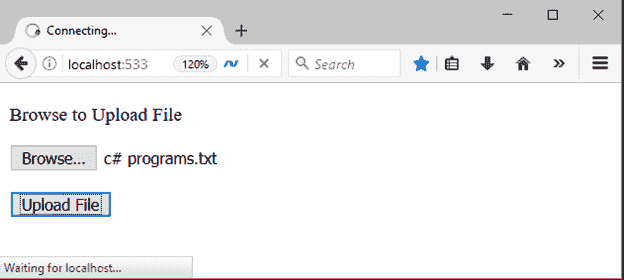 Connecting...
localhost:533
120%
Search
Browse to Upload File
Browse... c# programs.txt
Upload File
Waiting for localhost...